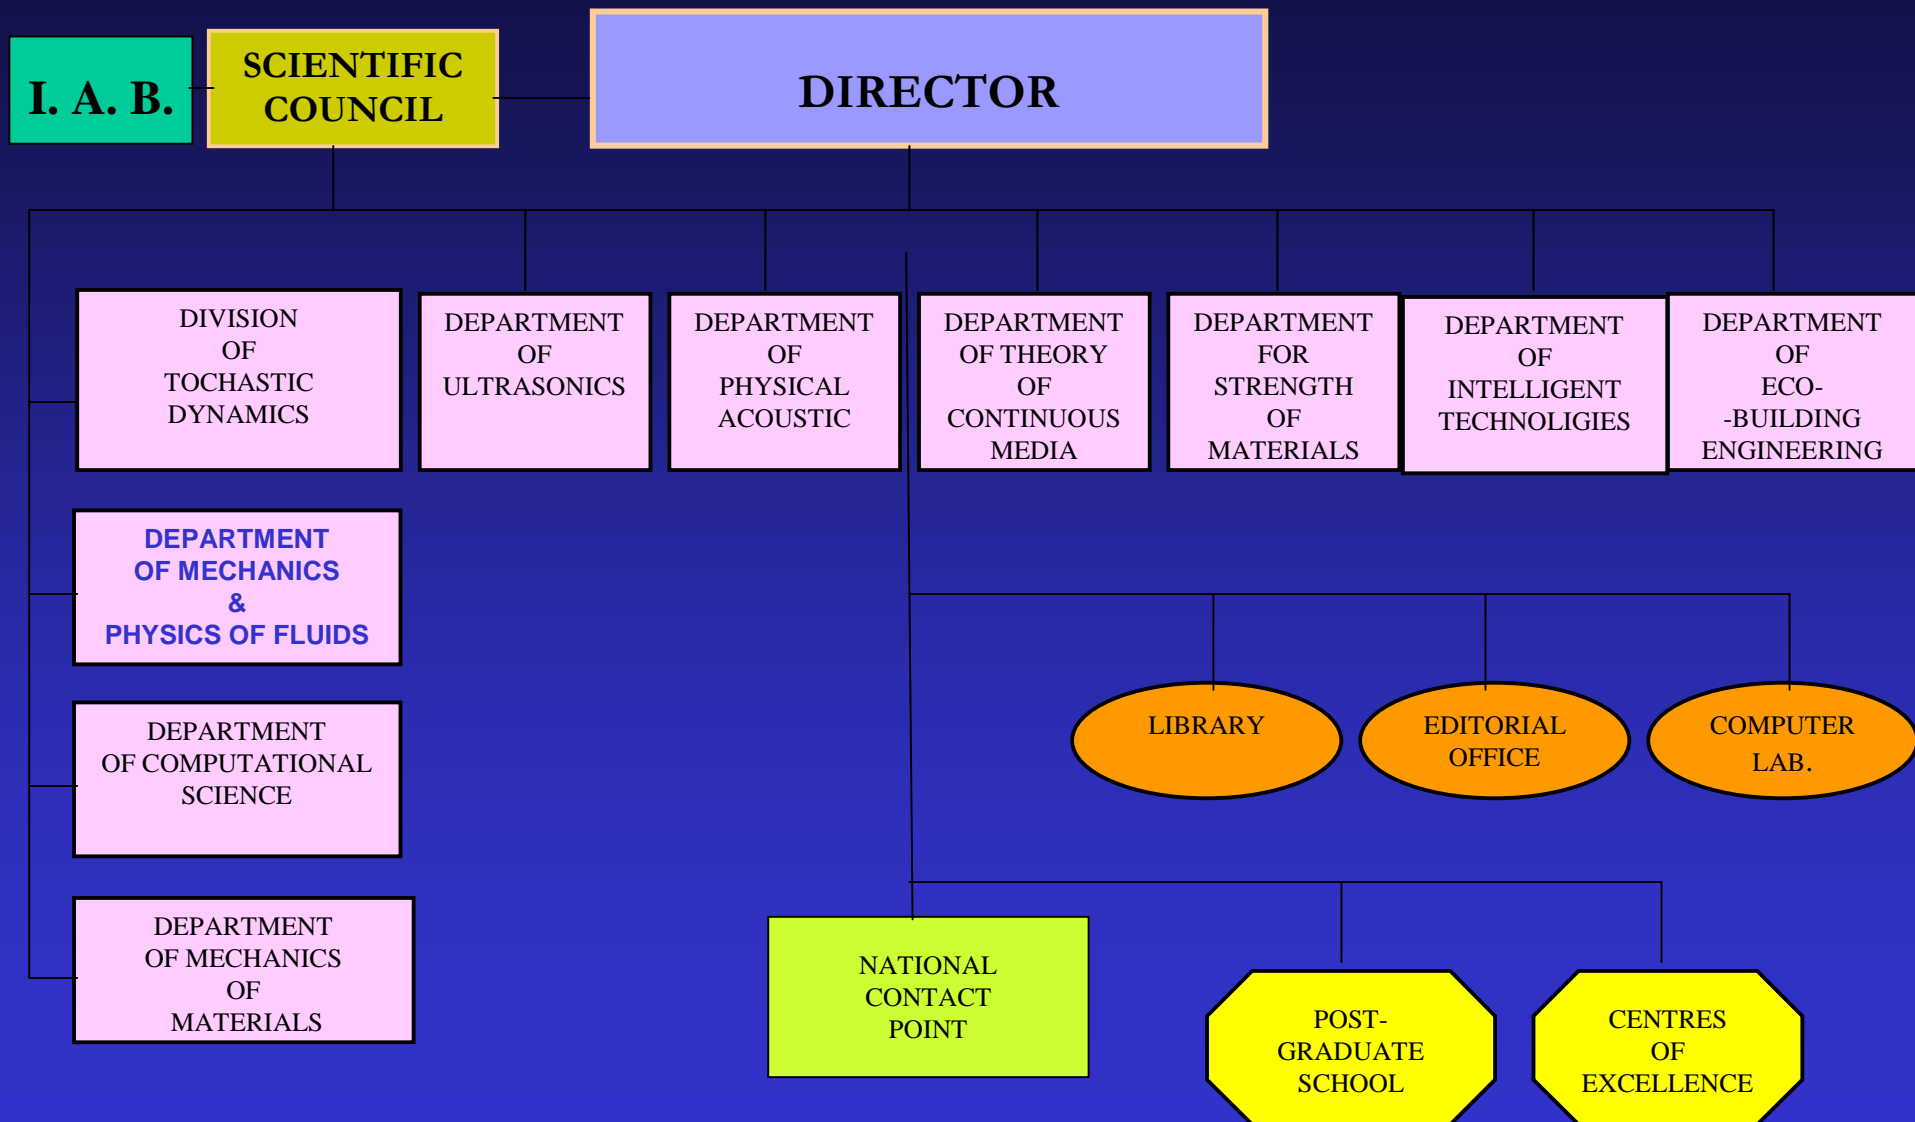 I. A. B.
SCIENTIFIC
COUNCIL
DIRECTOR
DIVISION
OF
TOCHASTIC
DYNAMICS
DEPARTMENT
OF
ULTRASONICS
DEPARTMENT
OF
PHYSICAL
ACOUSTIC
DEPARTMENT
OF THEORY
OF
CONTINUOUS
MEDIA
DEPARTMENT
FOR
STRENGTH
OF
MATERIALS
DEPARTMENT
OF
INTELLIGENT
TECHNOLIGIES
DEPARTMENT
OF
ECO-
-BUILDING
ENGINEERING
DEPARTMENT
OF MECHANICS
&
PHYSICS OF FLUIDS
DEPARTMENT
OF COMPUTATIONAL
SCIENCE
LIBRARY
EDITORIAL
OFFICE
COMPUTER
LAB.
DEPARTMENT
OF MECHANICS
OF
MATERIALS
NATIONAL
CONTACT
POINT
POST-
GRADUATE
SCHOOL
CENTRES
OF
EXCELLENCE